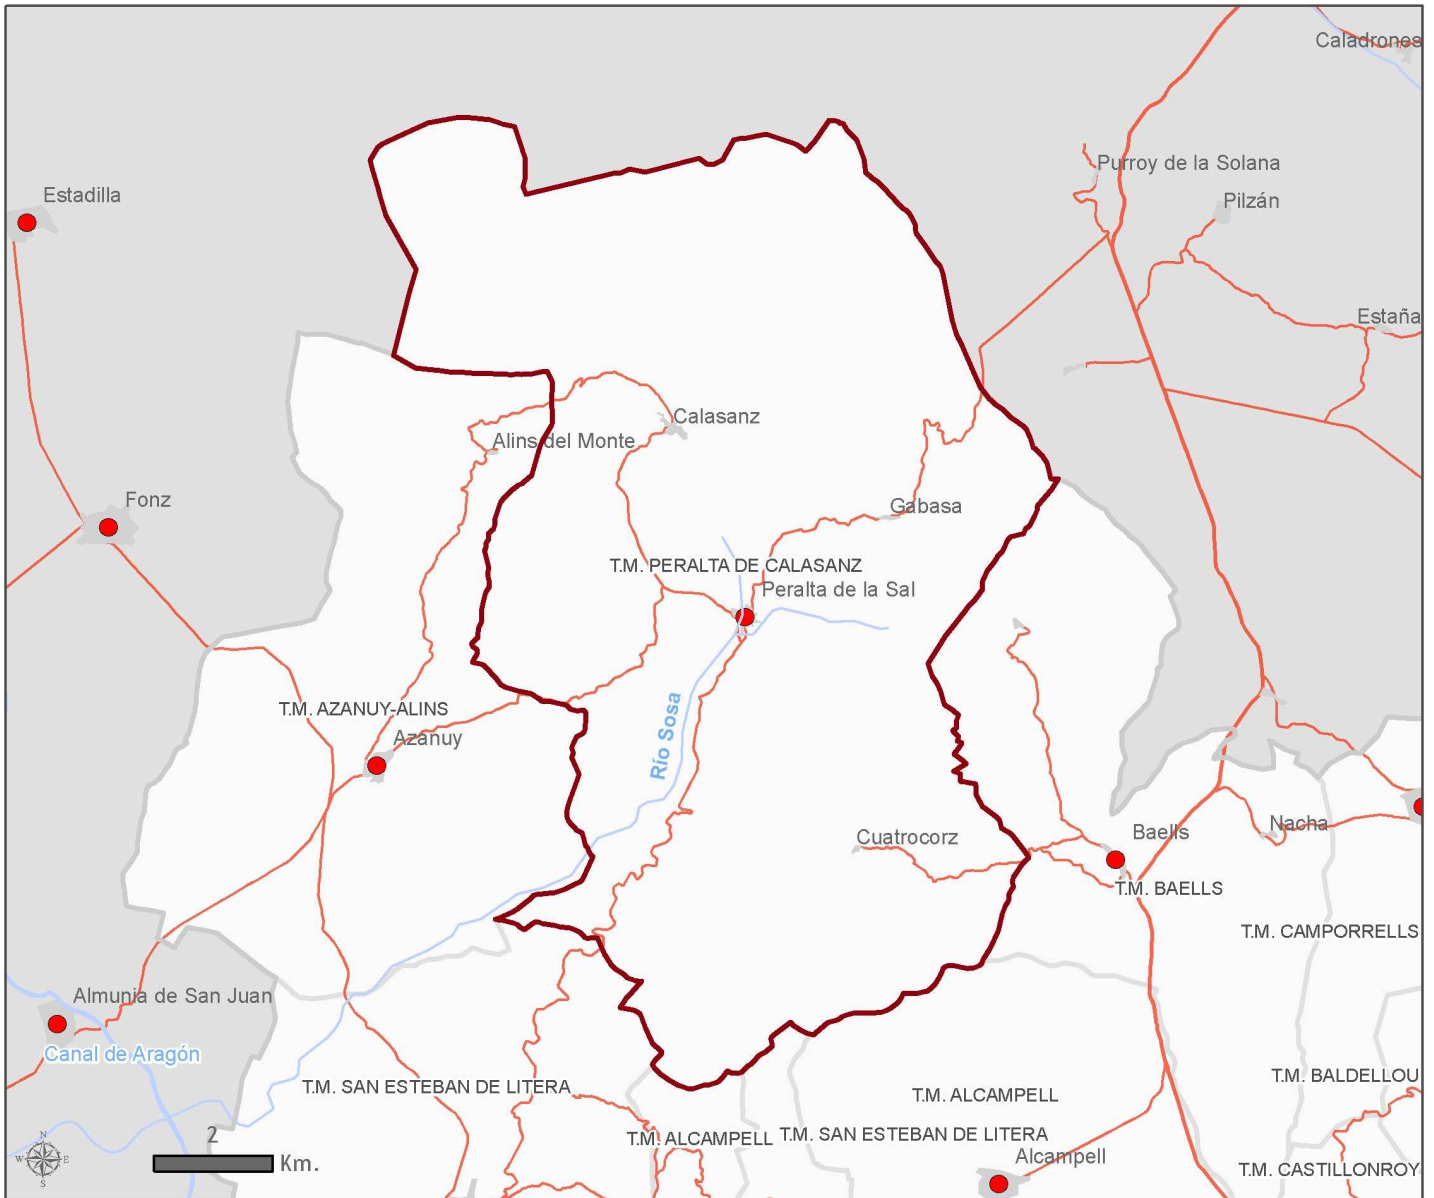 Caladrones
Purroy de la Solana
Estadilla
Pilzán
Estaña
Calasanz
Alins del Monte
Fonz
Gabasa
T.M. PERALTA DE CALASANZ
Peralta de la Sal
T.M. AZANUY-ALINS
Río Sosa
Azanuy
Nacha
Baells
Cuatrocorz
T.M. BAELLS
T.M. CAMPORRELLS
Almunia de San Juan
Canal de Aragón
T.M. BALDELLOU
T.M. SAN ESTEBAN DE LITERA
T.M. ALCAMPELL
T.M. ALCAMPELL
T.M. SAN ESTEBAN DE LITERA
2
N
Alcampell
W
E
Km.
T.M. CASTILLONROY
S